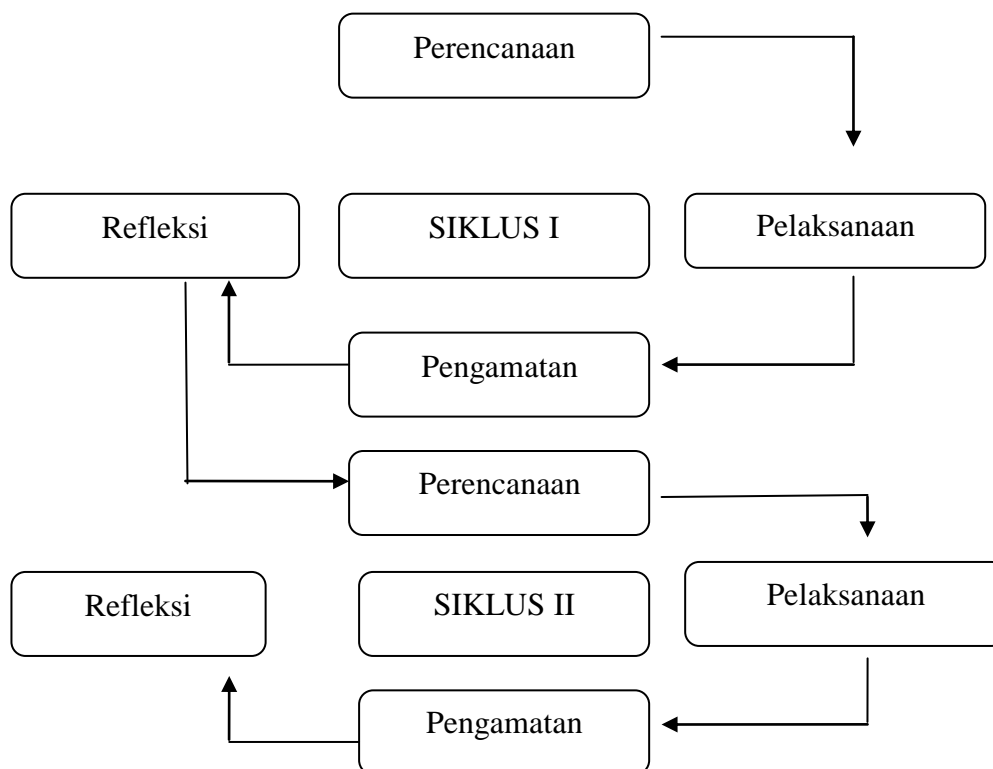 Perencanaan
Refleksi
SIKLUS I
Pelaksanaan
Pengamatan
Perencanaan
Refleksi
SIKLUS II
Pelaksanaan
Pengamatan